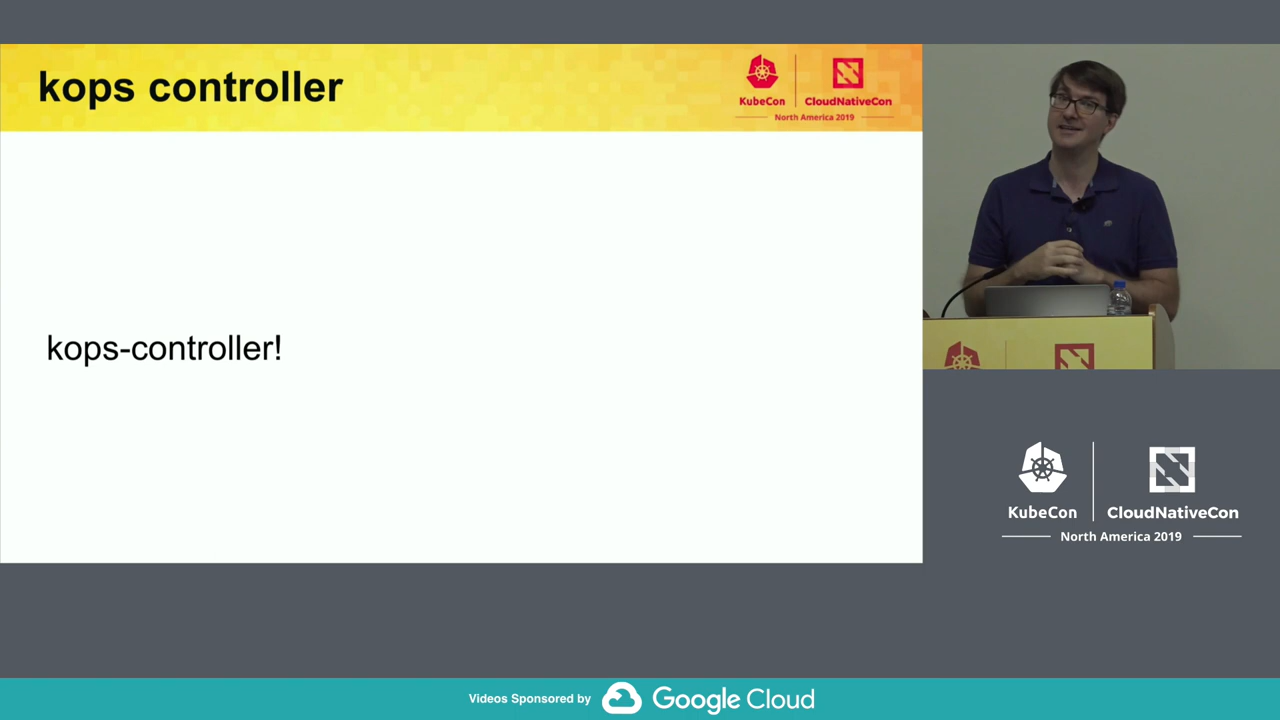 kops controller
KubeCon
CloudNativeCon
North America 2019
kops-controller!
KubeCon
CloudNativeCon
North America 2019
Videos Sponsored by
Google Cloud